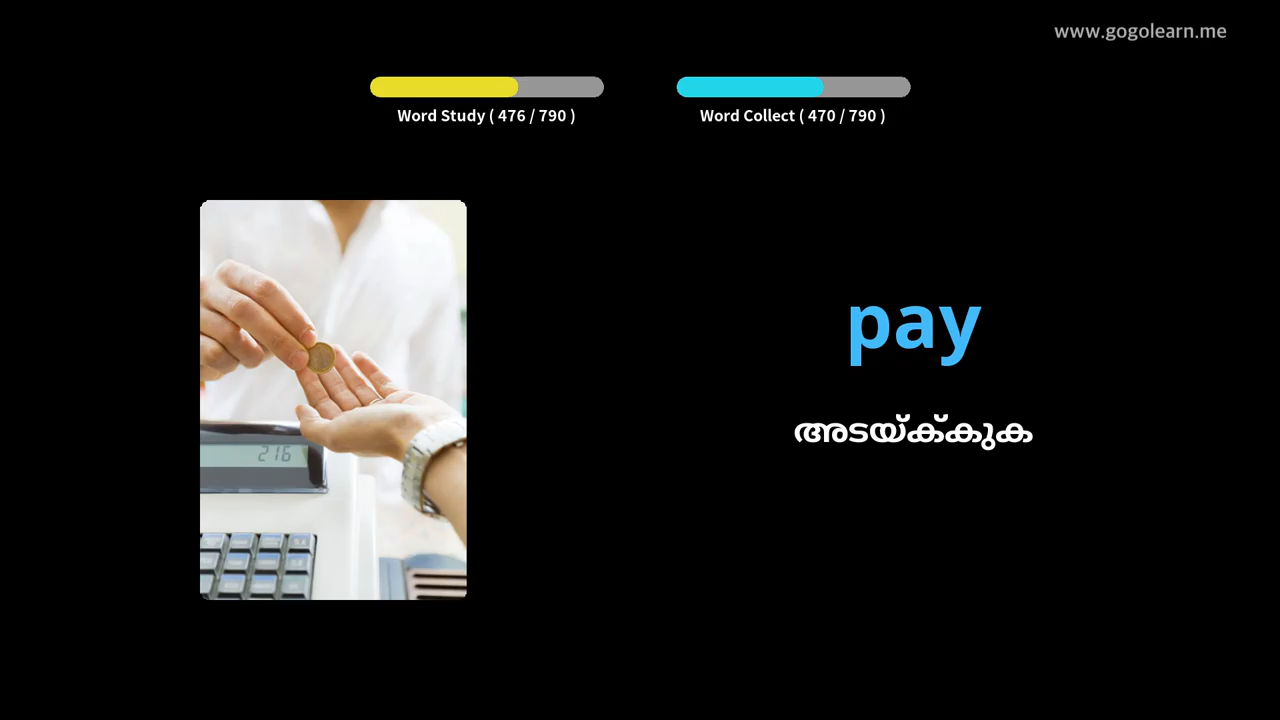 www.gogolearn.me
Word Study ( 476 / 790 )
Word Collect ( 470 / 790 )
216
pay
അടയ്ക്കുക